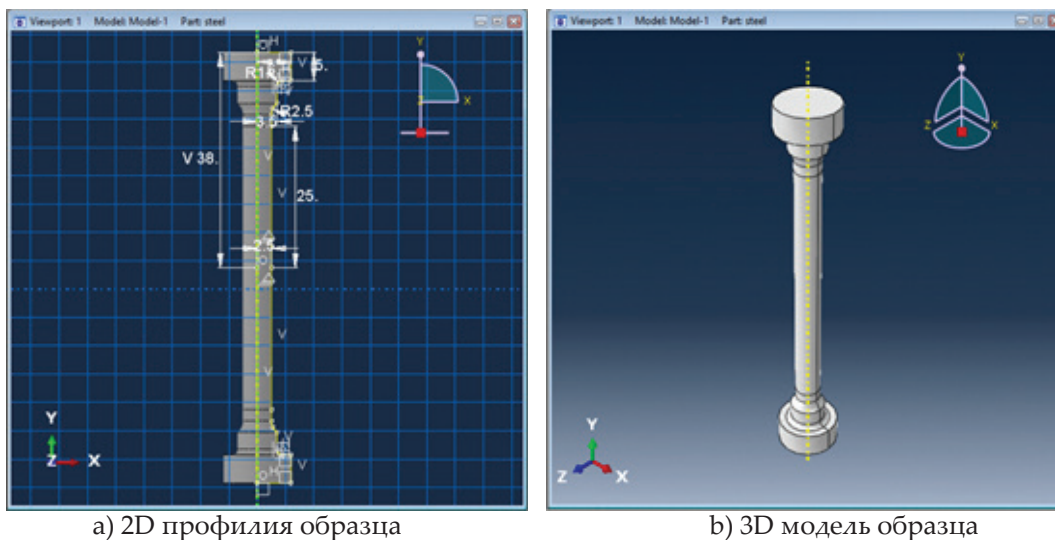 Viewport: 1 Model: Model-1 Part: steel
Viewport: 1 Model: Model-1 Part: steel
H
V
5.
R2.5
3.5
V 38.
V
V
25.
2.5
V
V
V
V
H
Y
X
Z
Y
Z
X
Y
Z X
Y
Z
X
a) 2D профилия образца
b) 3D модель образца